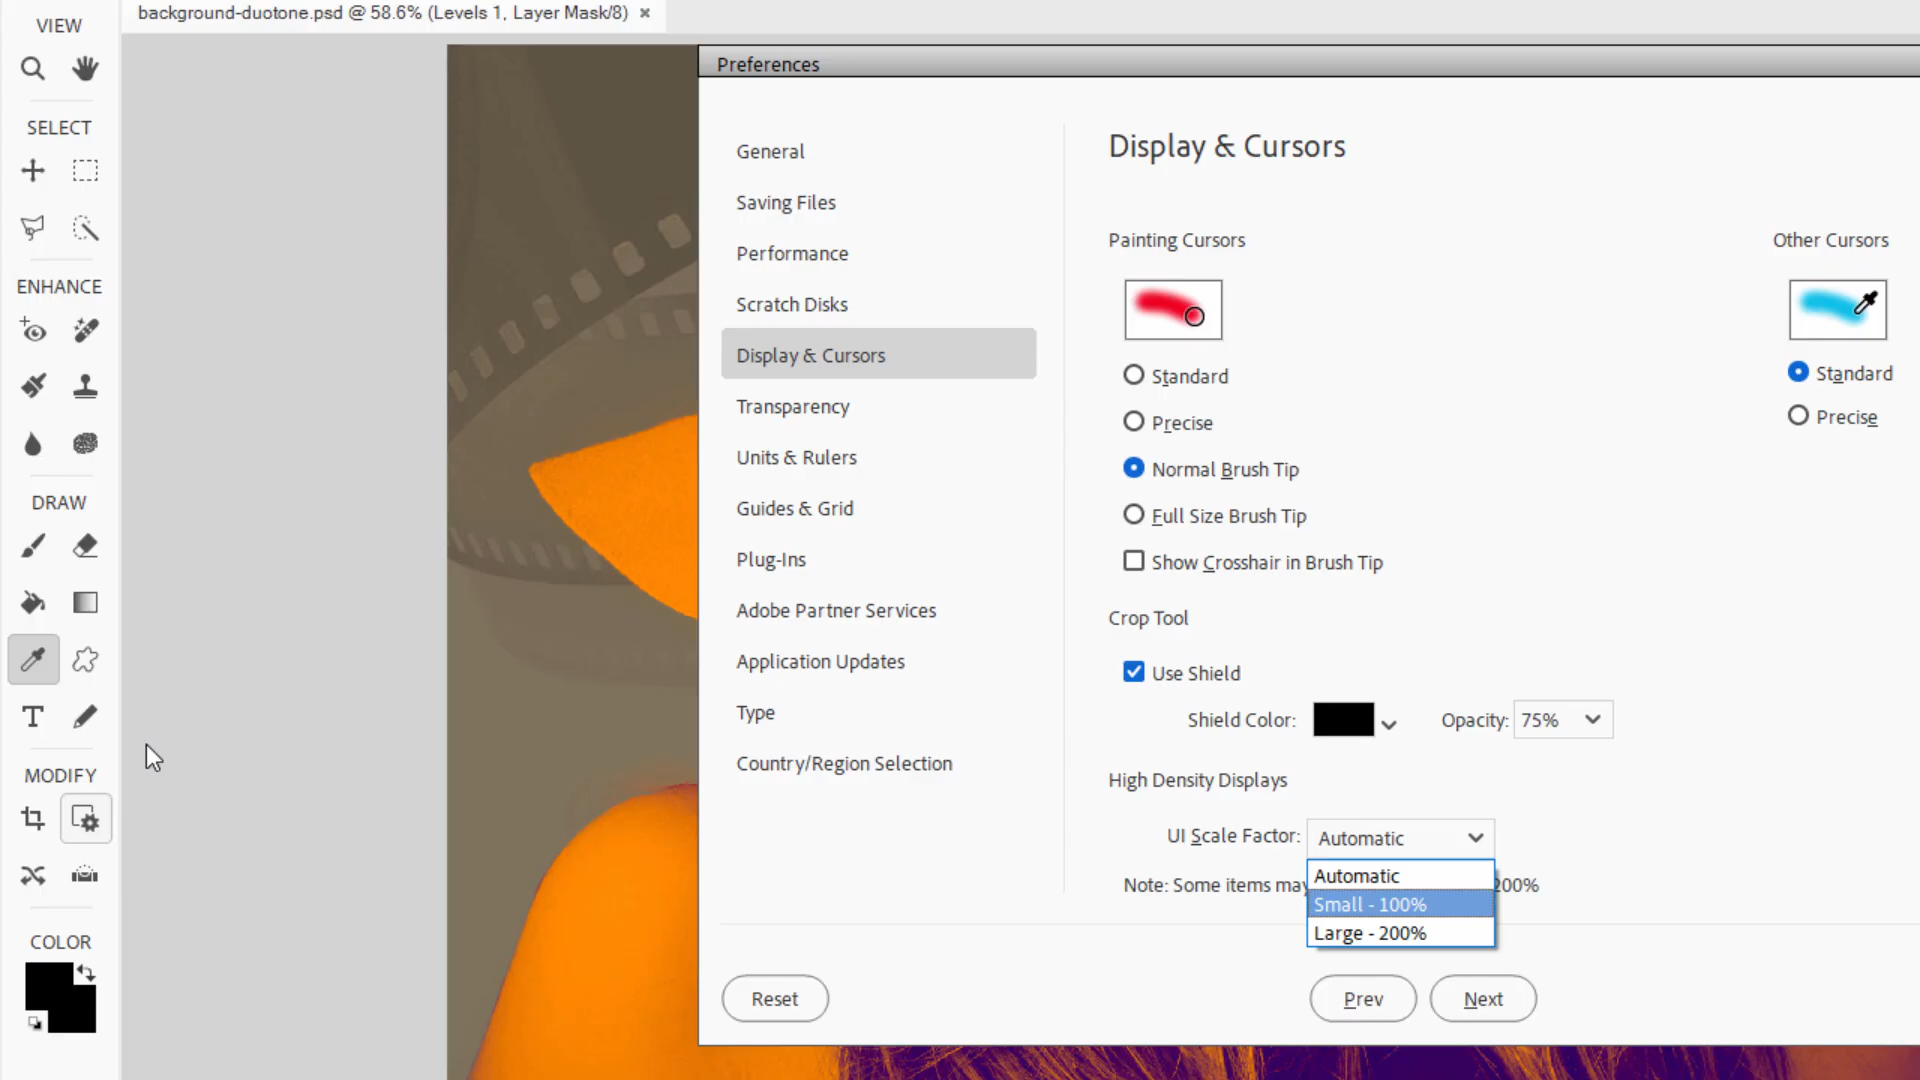 VIEW
background-duotone.psd @ 58.6% (Levels 1, Layer Mask/8) ×
SELECT
ENHANCE
DRAW
T
MODIFY
COLOR
Preferences
General
Saving Files
Performance
Scratch Disks
Display & Cursors
Transparency
Units & Rulers
Guides & Grid
Plug-Ins
Adobe Partner Services
Application Updates
Type
Country/Region Selection
Display & Cursors
Painting Cursors
Standard
Precise
Normal Brush Tip
Full Size Brush Tip
Show Crosshair in Brush Tip
Other Cursors
Standard
Precise
Crop Tool
Use Shield
Shield Color: Opacity: 75%
High Density Displays
UI Scale Factor: Automatic
Automatic
Small - 100%
Large - 200%
Note: Some items may 200%
Reset
Prev
Next